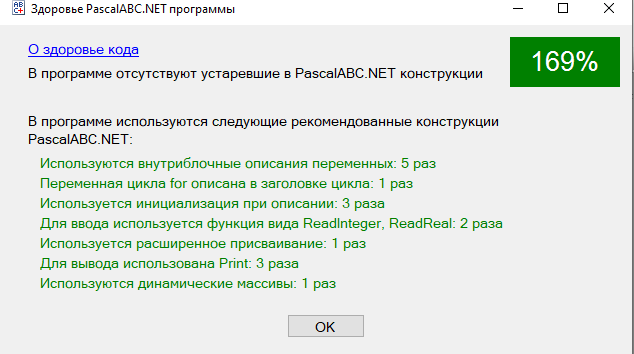 Здоровье PascalABC.NET программы
О здоровье кода
169%
В программе отсутствуют устаревшие в PascalABC.NET конструкции
В программе используются следующие рекомендованные конструкции
PascalABC.NET:
Используются внутриблочные описания переменных: 5 раз
Переменная цикла for описана в заголовке цикла: 1 раз
Используется инициализация при описании: 3 раза
Для ввода используется функция вида ReadInteger, ReadReal: 2 раза
Используется расширенное присваивание: 1 раз
Для вывода использована Print: 3 раза
Используются динамические массивы: 1 раз
OK